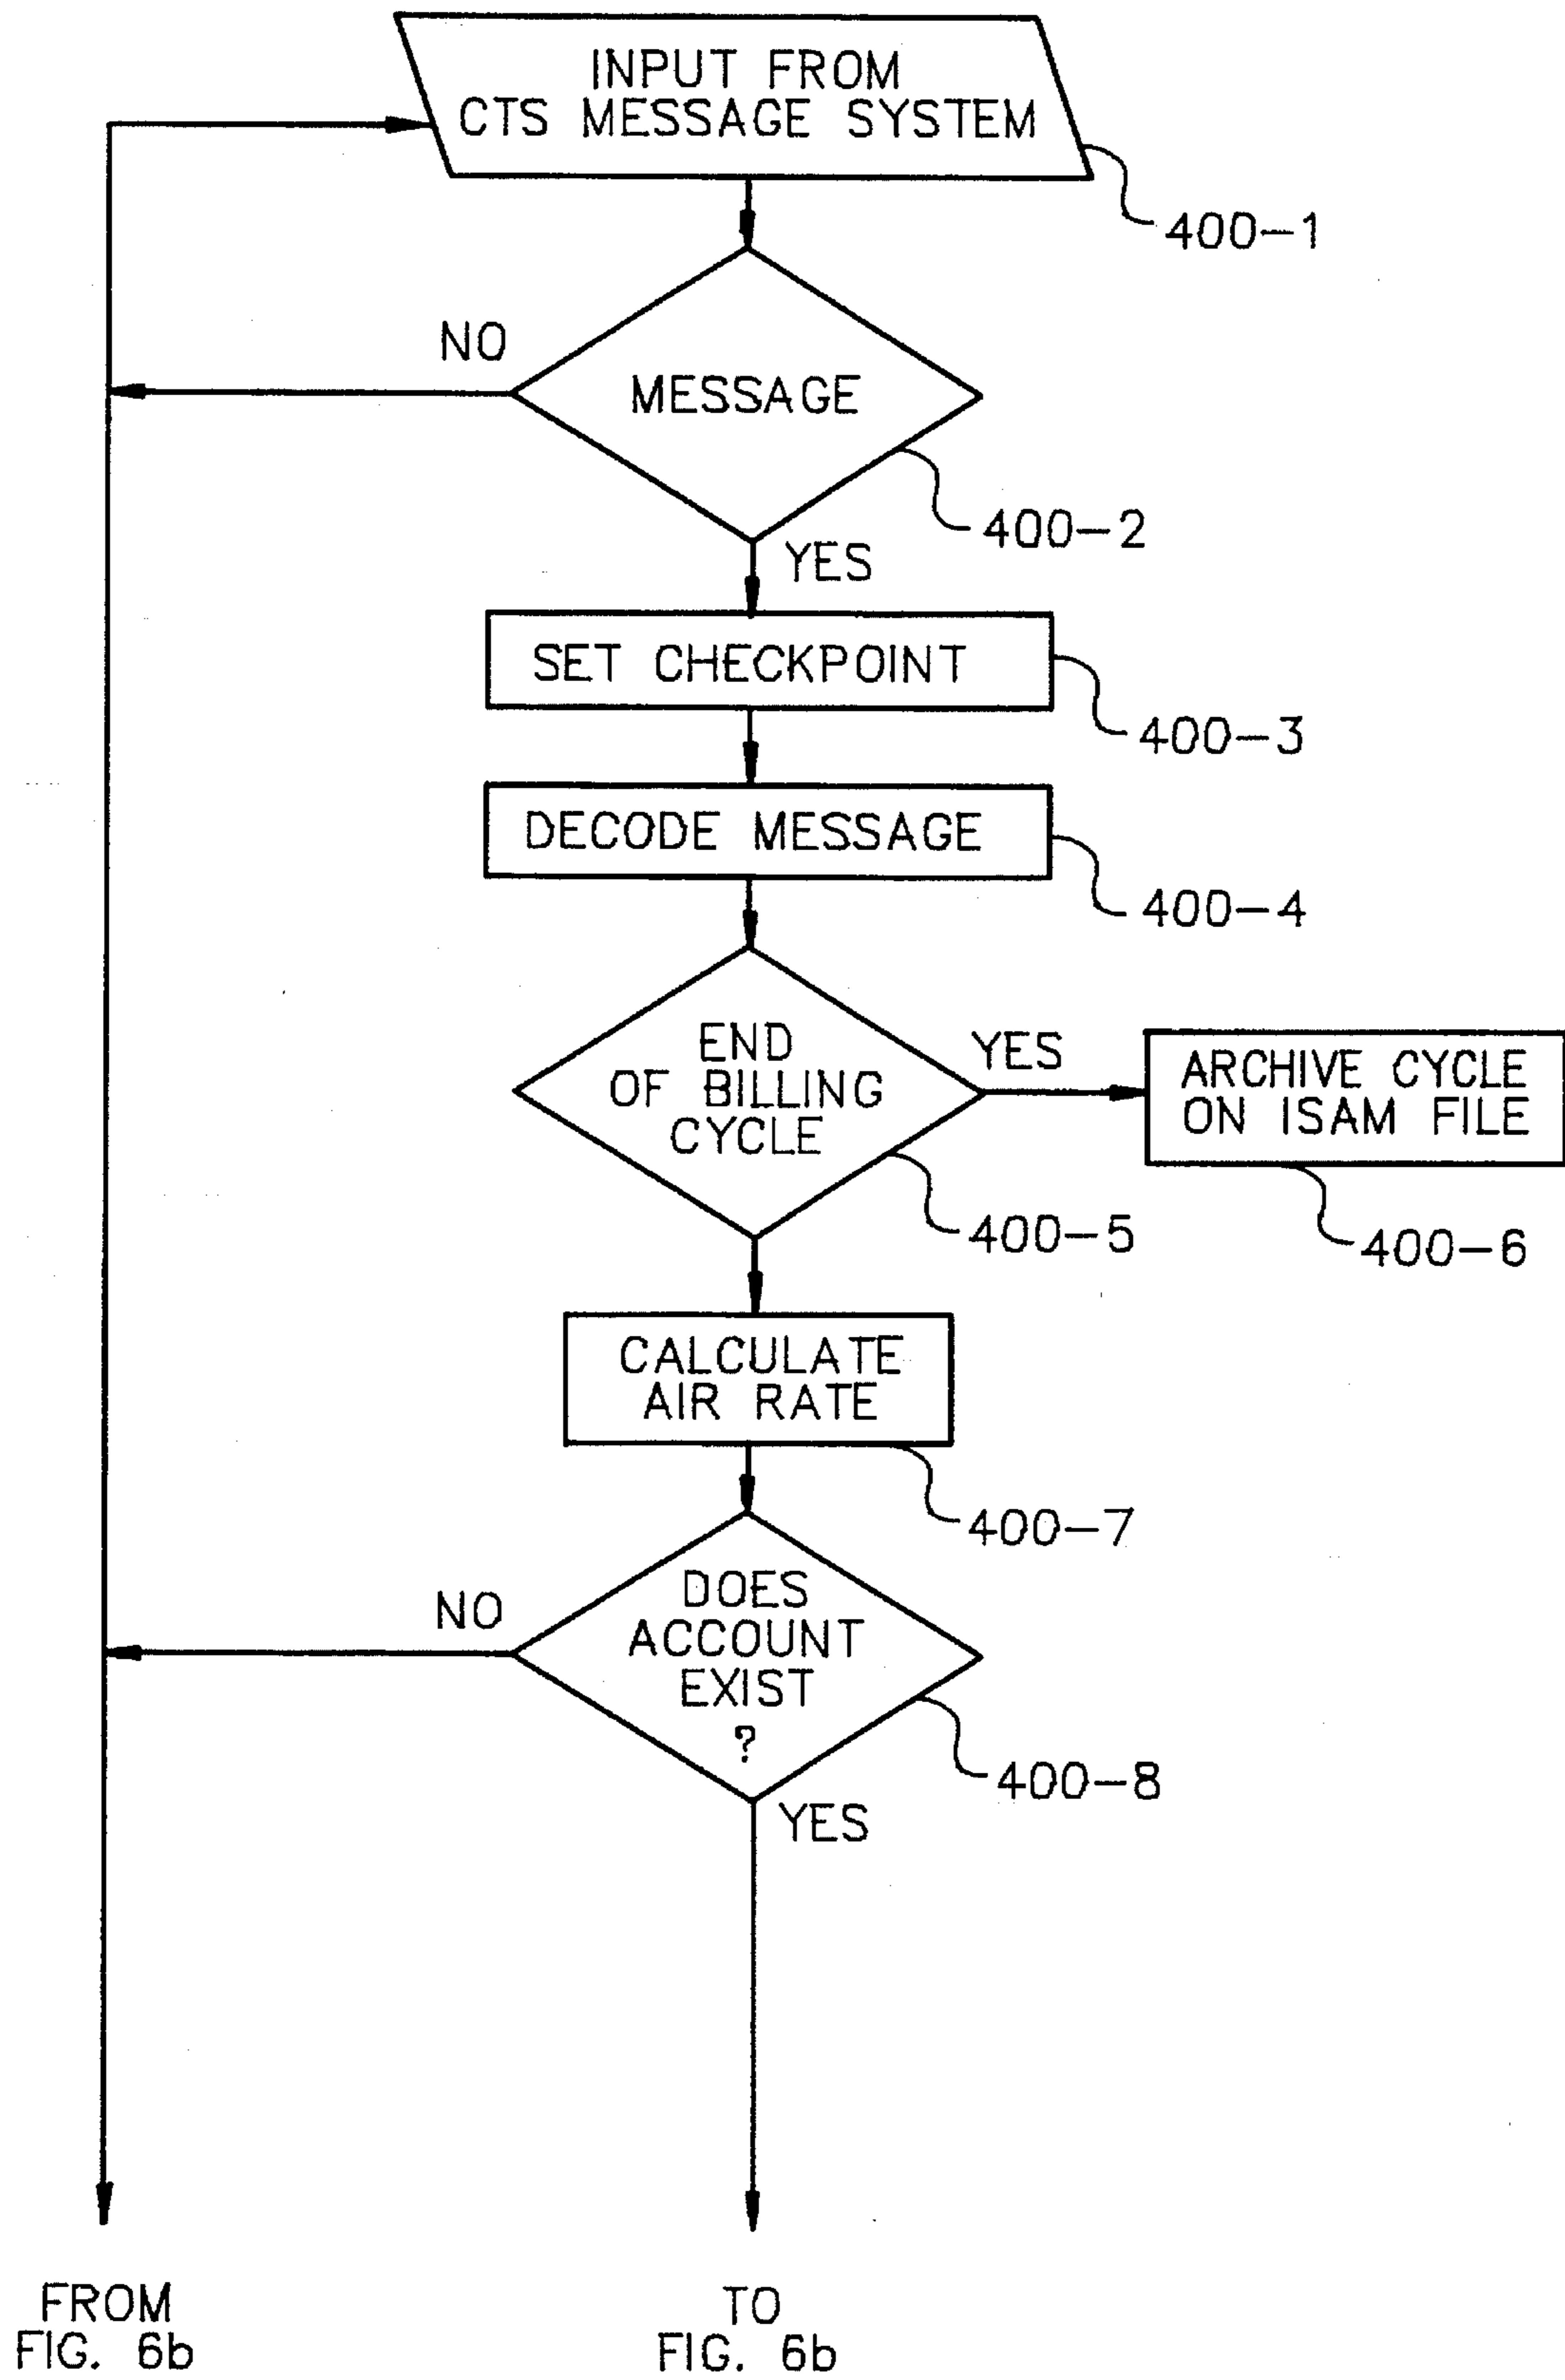 INPUT FROM
CTS MESSAGE SYSTEM
400-1
NO
MESSAGE
400-2
YES
SET CHECKPOINT
400-3
DECODE MESSAGE
400-4
END
OF BILLING
CYCLE
YES
ARCHIVE CYCLE
ON ISAM FILE
400-5
400-6
CALCULATE
AIR RATE
400-7
NO
DOES
ACCOUNT
EXIST
?
400-8
YES
FROM
FIG. 6b
TO
FIG. 6b